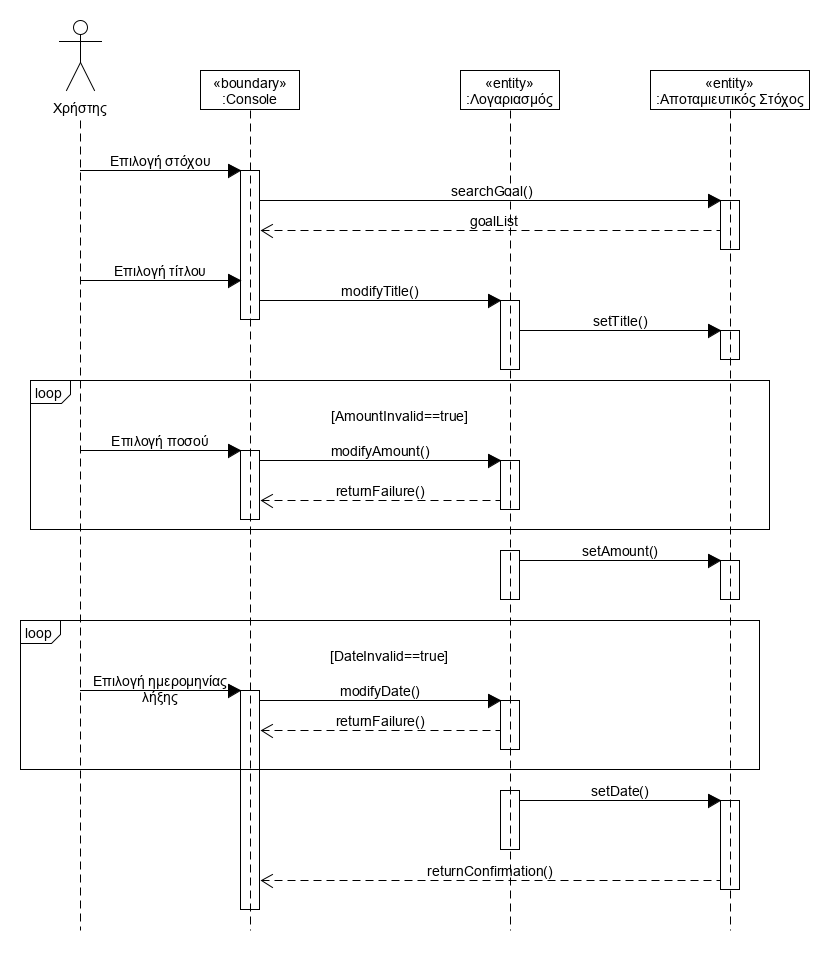 Χρήστης
«boundary»
:Console
«entity»
:Λογαριασμός
«entity»
:Αποταμιευτικός Στόχος
Επιλογή στόχου
searchGoal()
goalList
Επιλογή τίτλου
modifyTitle()
setTitle()
loop
[AmountInvalid==true]
Επιλογή ποσού
modifyAmount()
returnFailure()
setAmount()
loop
[DateInvalid==true]
Επιλογή ημερομηνίας
λήξης
modifyDate()
returnFailure()
setDate()
returnConfirmation()